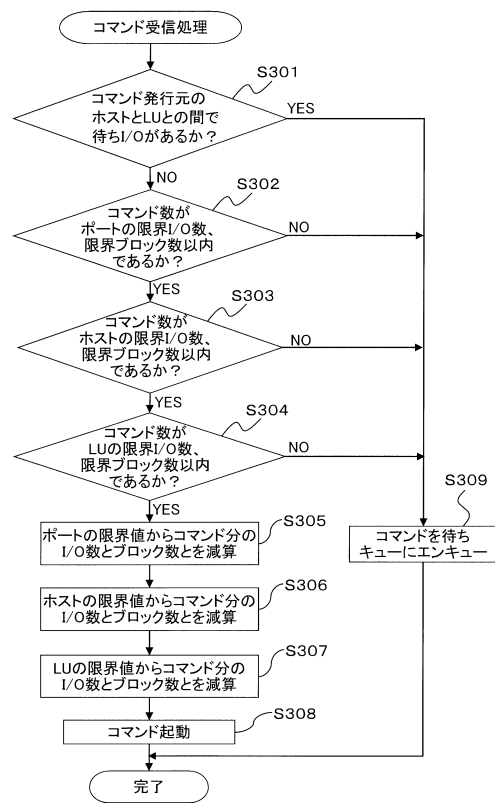 コマンド受信処理
S301
コマンド発行元の
ホストとLUとの間で
待ちI/Oがあるか？
YES
NO
S302
コマンド数が
ポートの限界I/O数、
限界ブロック数以内
であるか？
NO
YES
S303
コマンド数が
ホストの限界I/O数、
限界ブロック数以内
であるか？
NO
YES
S304
コマンド数が
LUの限界I/O数、
限界ブロック数以内
であるか？
NO
YES
S305
ポートの限界値からコマンド分の
I/O数とブロック数とを減算
S309
コマンドを待ち
キューにエンキュー
S306
ホストの限界値からコマンド分の
I/O数とブロック数とを減算
S307
LUの限界値からコマンド分の
I/O数とブロック数とを減算
S308
コマンド起動
完了